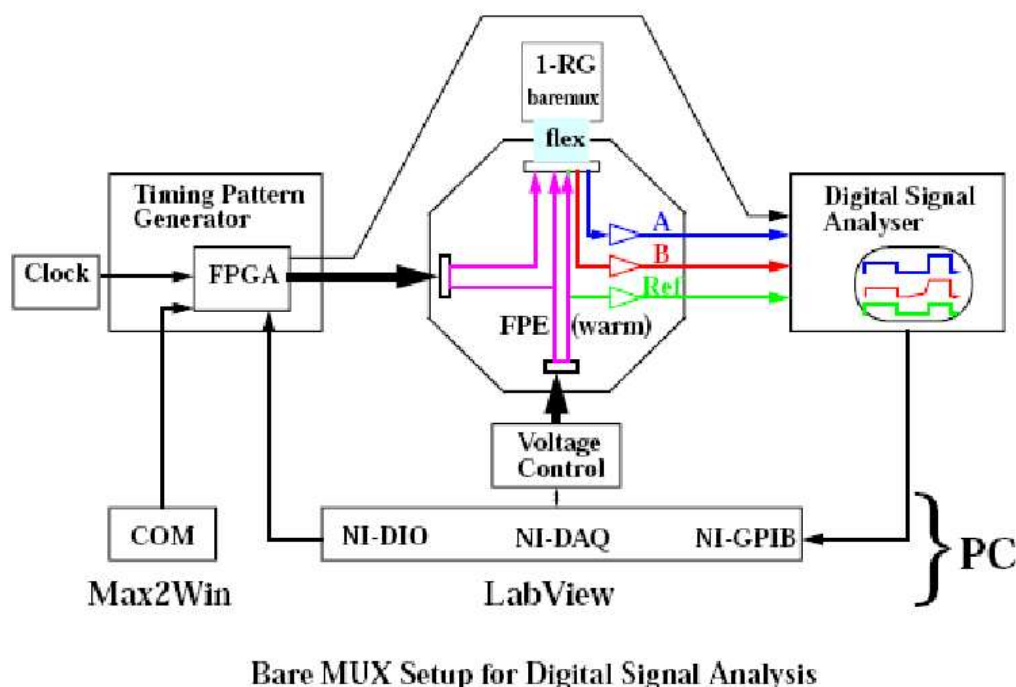 1-RG
baremux
flex
Timing Pattern
Generator
Digital Signal
Analyser
Clock
FPGA
A
B
Ref
FPE (warm)
Voltage
Control
COM
NI-DIO NI-DAQ NI-GPIB
PC
Max2Win LabView
Bare MUX Setup for Digital Signal Analysis